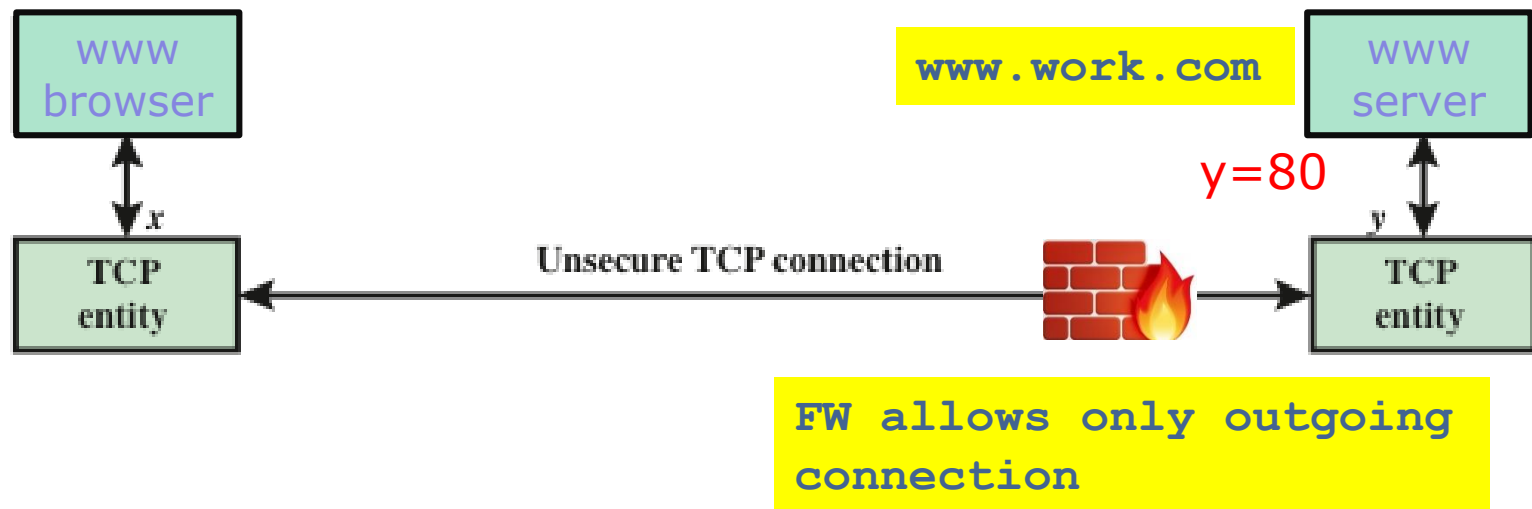 www
browser
www.work.com
www
server
y=80
x
y
TCP
entity
Unsecure TCP connection
TCP
entity
FW allows only outgoing
connection